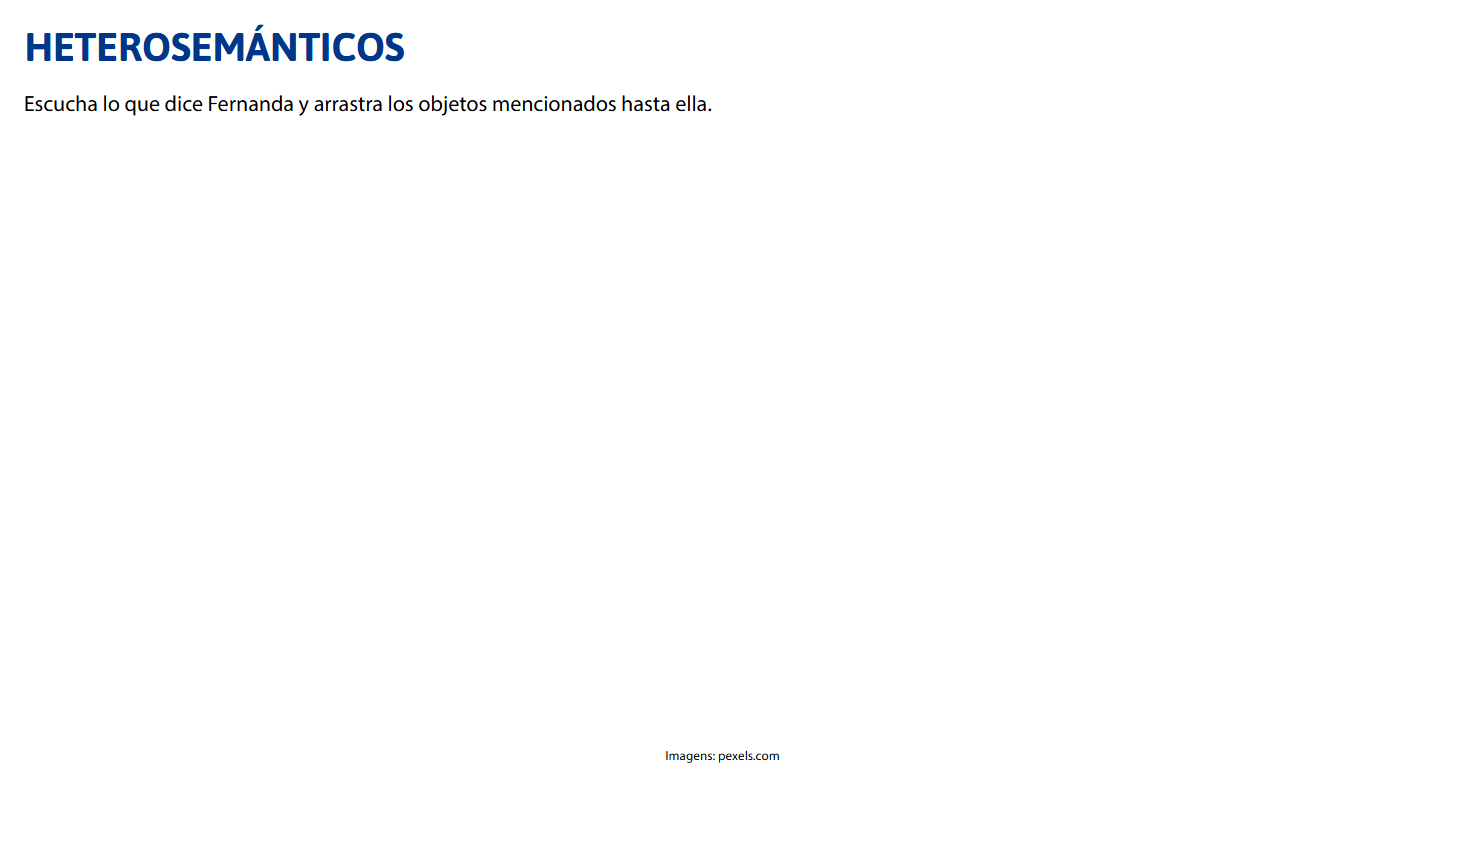 HETEROSEMÁNTICOS
Escucha lo que dice Fernanda y arrastra los objetos mencionados hasta ella.
Imagens: pexels.com